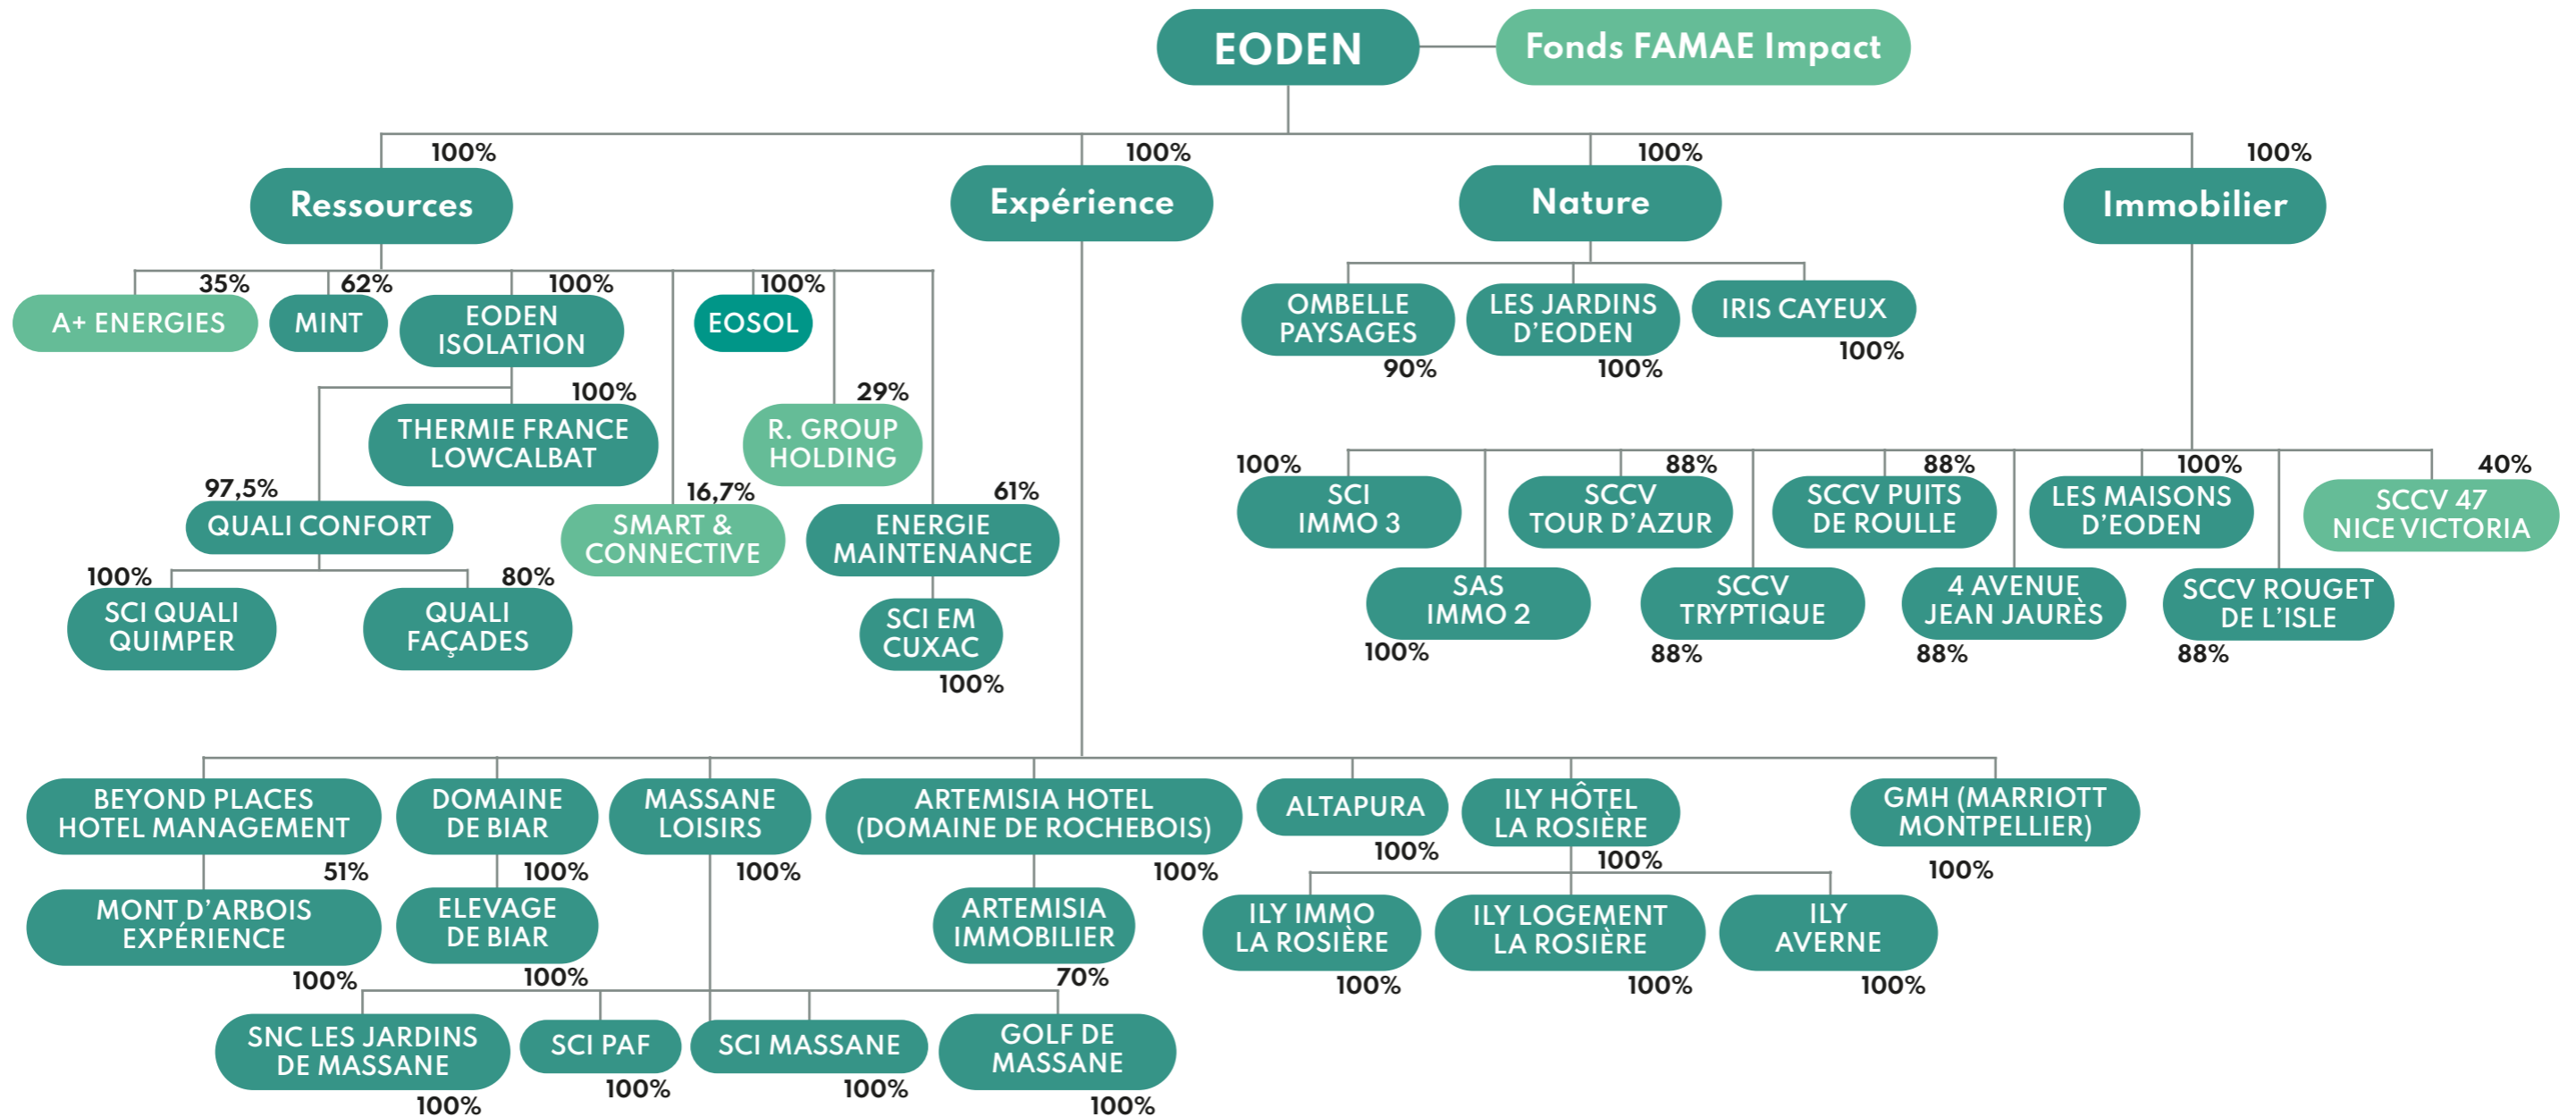 EODEN
Fonds FAMAE Impact
100%
Ressources
100%
Expérience
100%
Nature
100%
Immobilier
35%
A+ ENERGIES
62%
MINT
100%
EODEN
ISOLATION
100%
EOSOL
100%
THERMIE FRANCE
LOWCALBAT
29%
R. GROUP
HOLDING
97,5%
QUALI CONFORT
16,7%
SMART &
CONNECTIVE
61%
ENERGIE
MAINTENANCE
100%
SCI QUALI
QUIMPER
80%
QUALI
FAÇADES
SCI EM
CUXAC
100%
OMBELLE
PAYSAGES
90%
LES JARDINS
D'EODEN
100%
IRIS CAYEUX
100%
100%
SCI
IMMO 3
88%
SCCV
TOUR D'AZUR
88%
SCCV PUITS
DE ROULLE
100%
LES MAISONS
D'EODEN
40%
SCCV 47
NICE VICTORIA
SAS
IMMO 2
100%
SCCV
TRYPTIQUE
88%
4 AVENUE
JEAN JAURÈS
88%
SCCV ROUGET
DE L'ISLE
88%
BEYOND PLACES
HOTEL MANAGEMENT
51%
DOMAINE
DE BIAR
100%
MASSANE
LOISIRS
100%
ARTEMISIA HOTEL
(DOMAINE DE ROCHEBOIS)
100%
ALTAPURA
100%
ILY HÔTEL
LA ROSIÈRE
100%
GMH (MARRIOTT
MONTPELLIER)
100%
MONT D'ARBOIS
EXPÉRIENCE
100%
ELEVAGE
DE BIAR
100%
ARTEMISIA
IMMOBILIER
70%
ILY IMMO
LA ROSIÈRE
100%
ILY LOGEMENT
LA ROSIÈRE
100%
ILY
AVERNE
100%
SNC LES JARDINS
DE MASSANE
100%
SCI PAF
100%
SCI MASSANE
100%
GOLF DE
MASSANE
100%